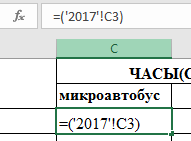 fx
=('2017'!C3)
C
ЧАСЫ(С
микроавтобус
=('2017'!C3)